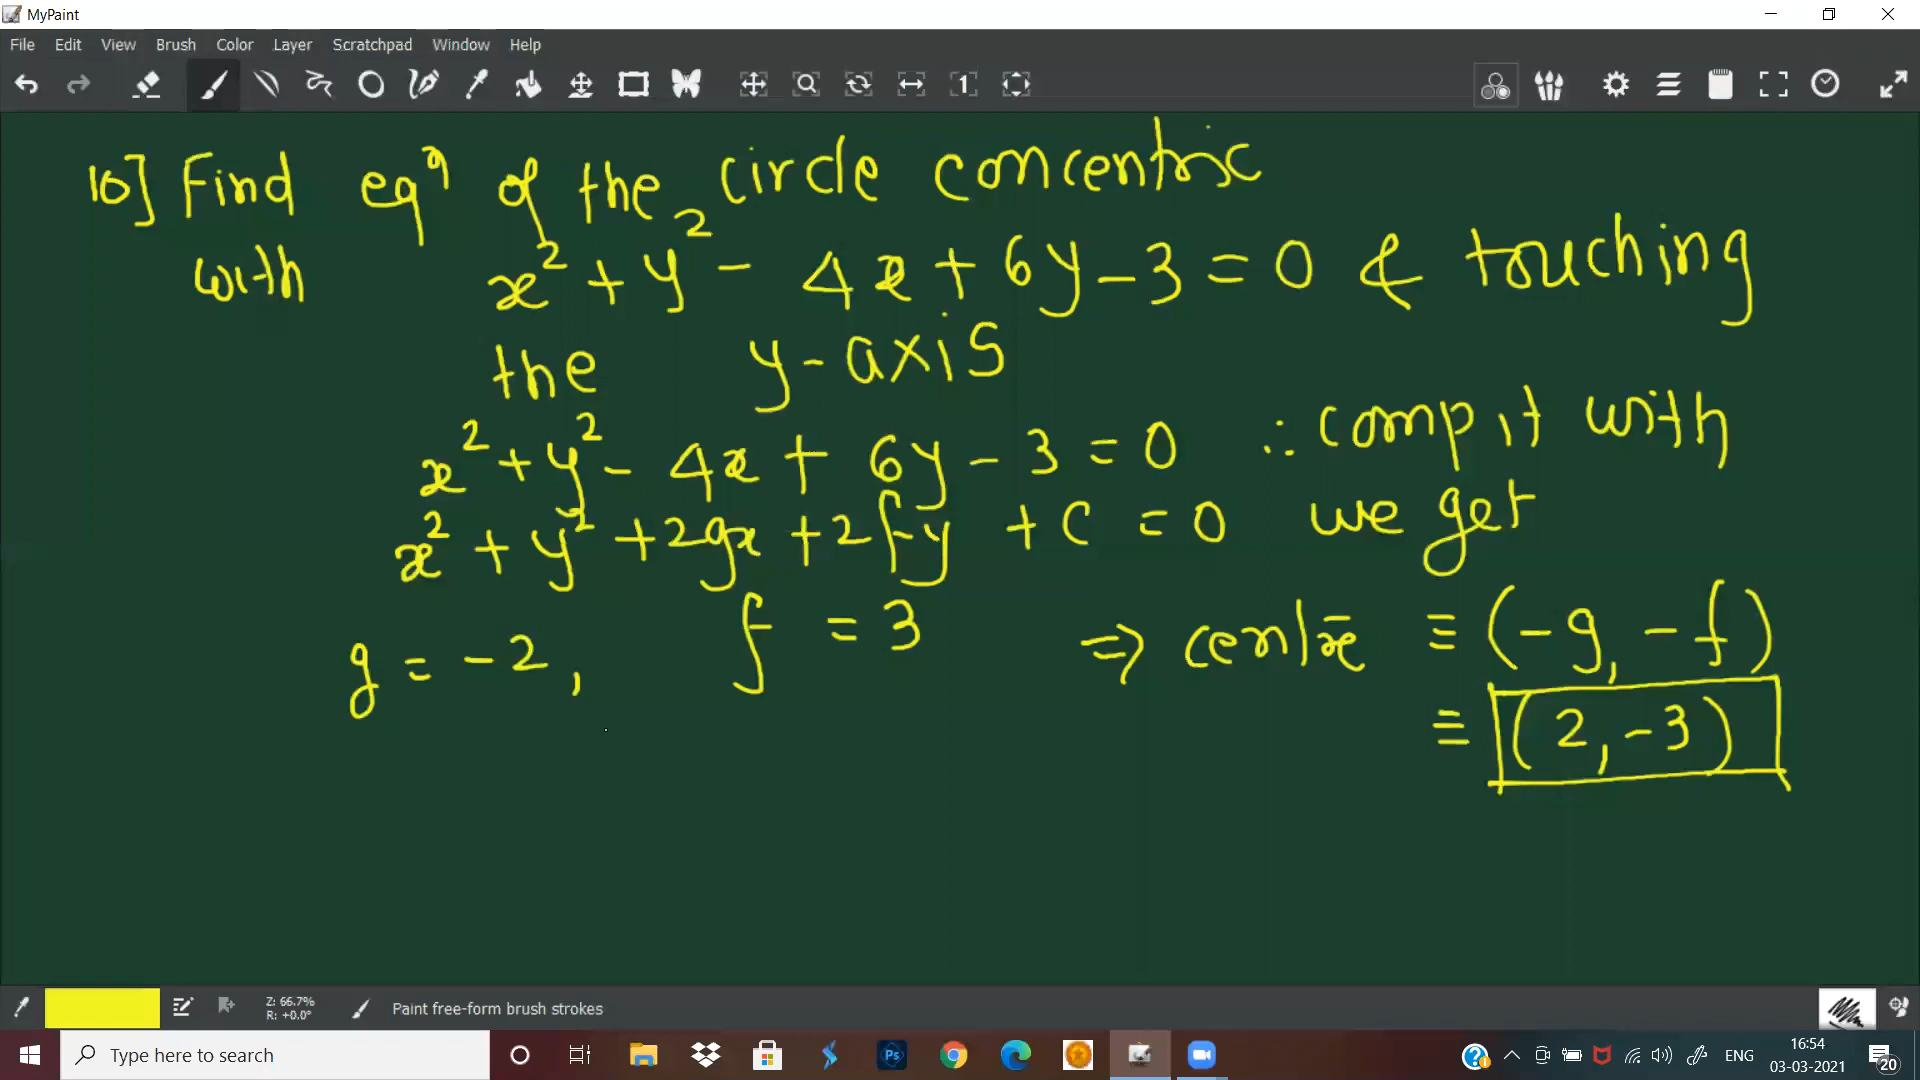 MyPaint
File Edit View Brush Color Layer Scratchpad Window Help
10] Find eqⁿ of the circle concentric
with x² + y² - 4x + 6y - 3 = 0 & touching
the y-axis
x² + y² - 4x + 6y - 3 = 0 ∴ comp it with
x² + y² + 2gx + 2fy + c = 0 we get
g = -2, f = 3 ⇒ ≡ (-g, -f)
≡ (2, -3)
Z: 66.7%
R: +0.0°
Paint free-form brush strokes
Type here to search
Ps
ENG
16:54
03-03-2021
20